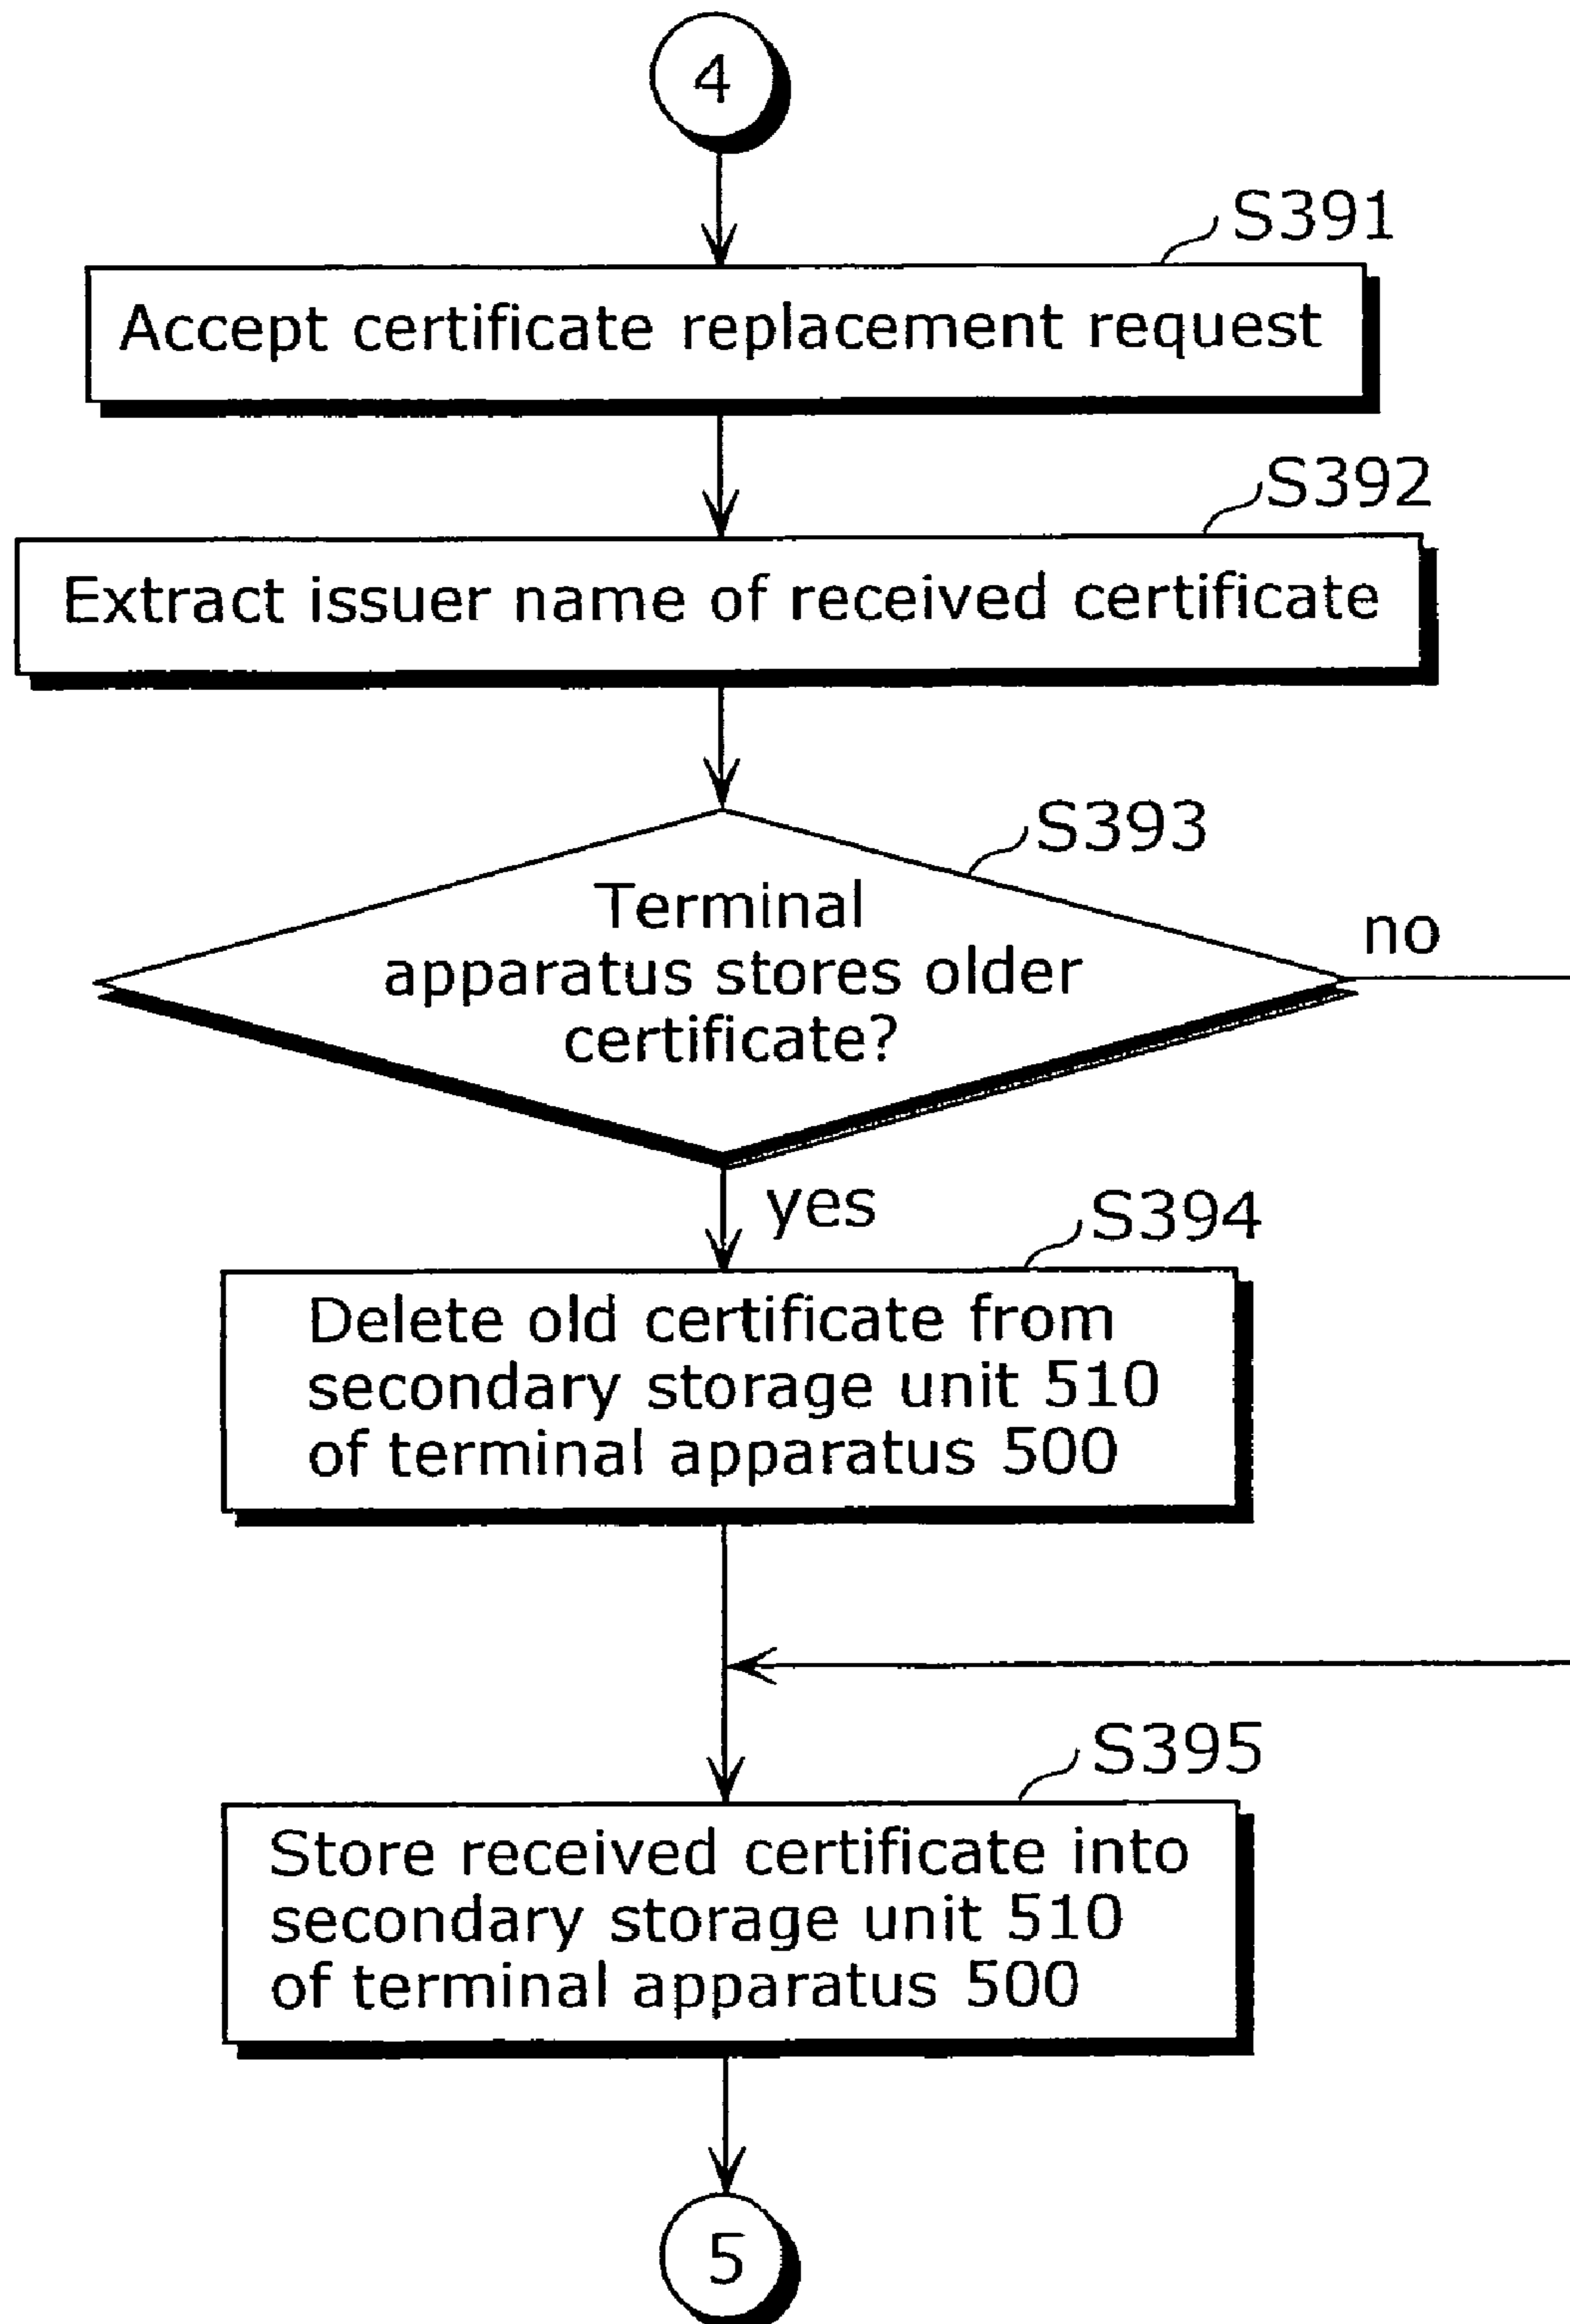 4
S391
Accept certificate replacement request
S392
Extract issuer name of received certificate
S393
Terminal
apparatus stores older
certificate?
no
yes
S394
Delete old certificate from
secondary storage unit 510
of terminal apparatus 500
S395
Store received certificate into
secondary storage unit 510
of terminal apparatus 500
5